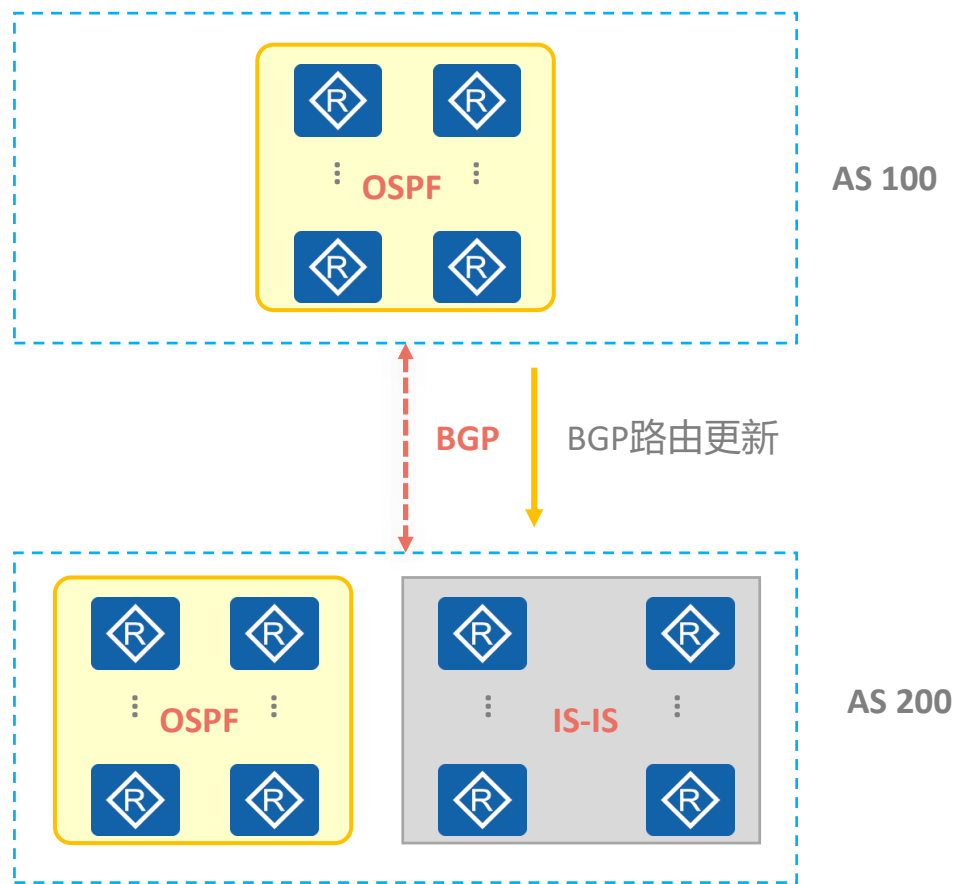 R R
OSPF
R R
AS 100
BGP
BGP路由更新
R R R R
OSPF
IS-IS
R R R R
AS 200